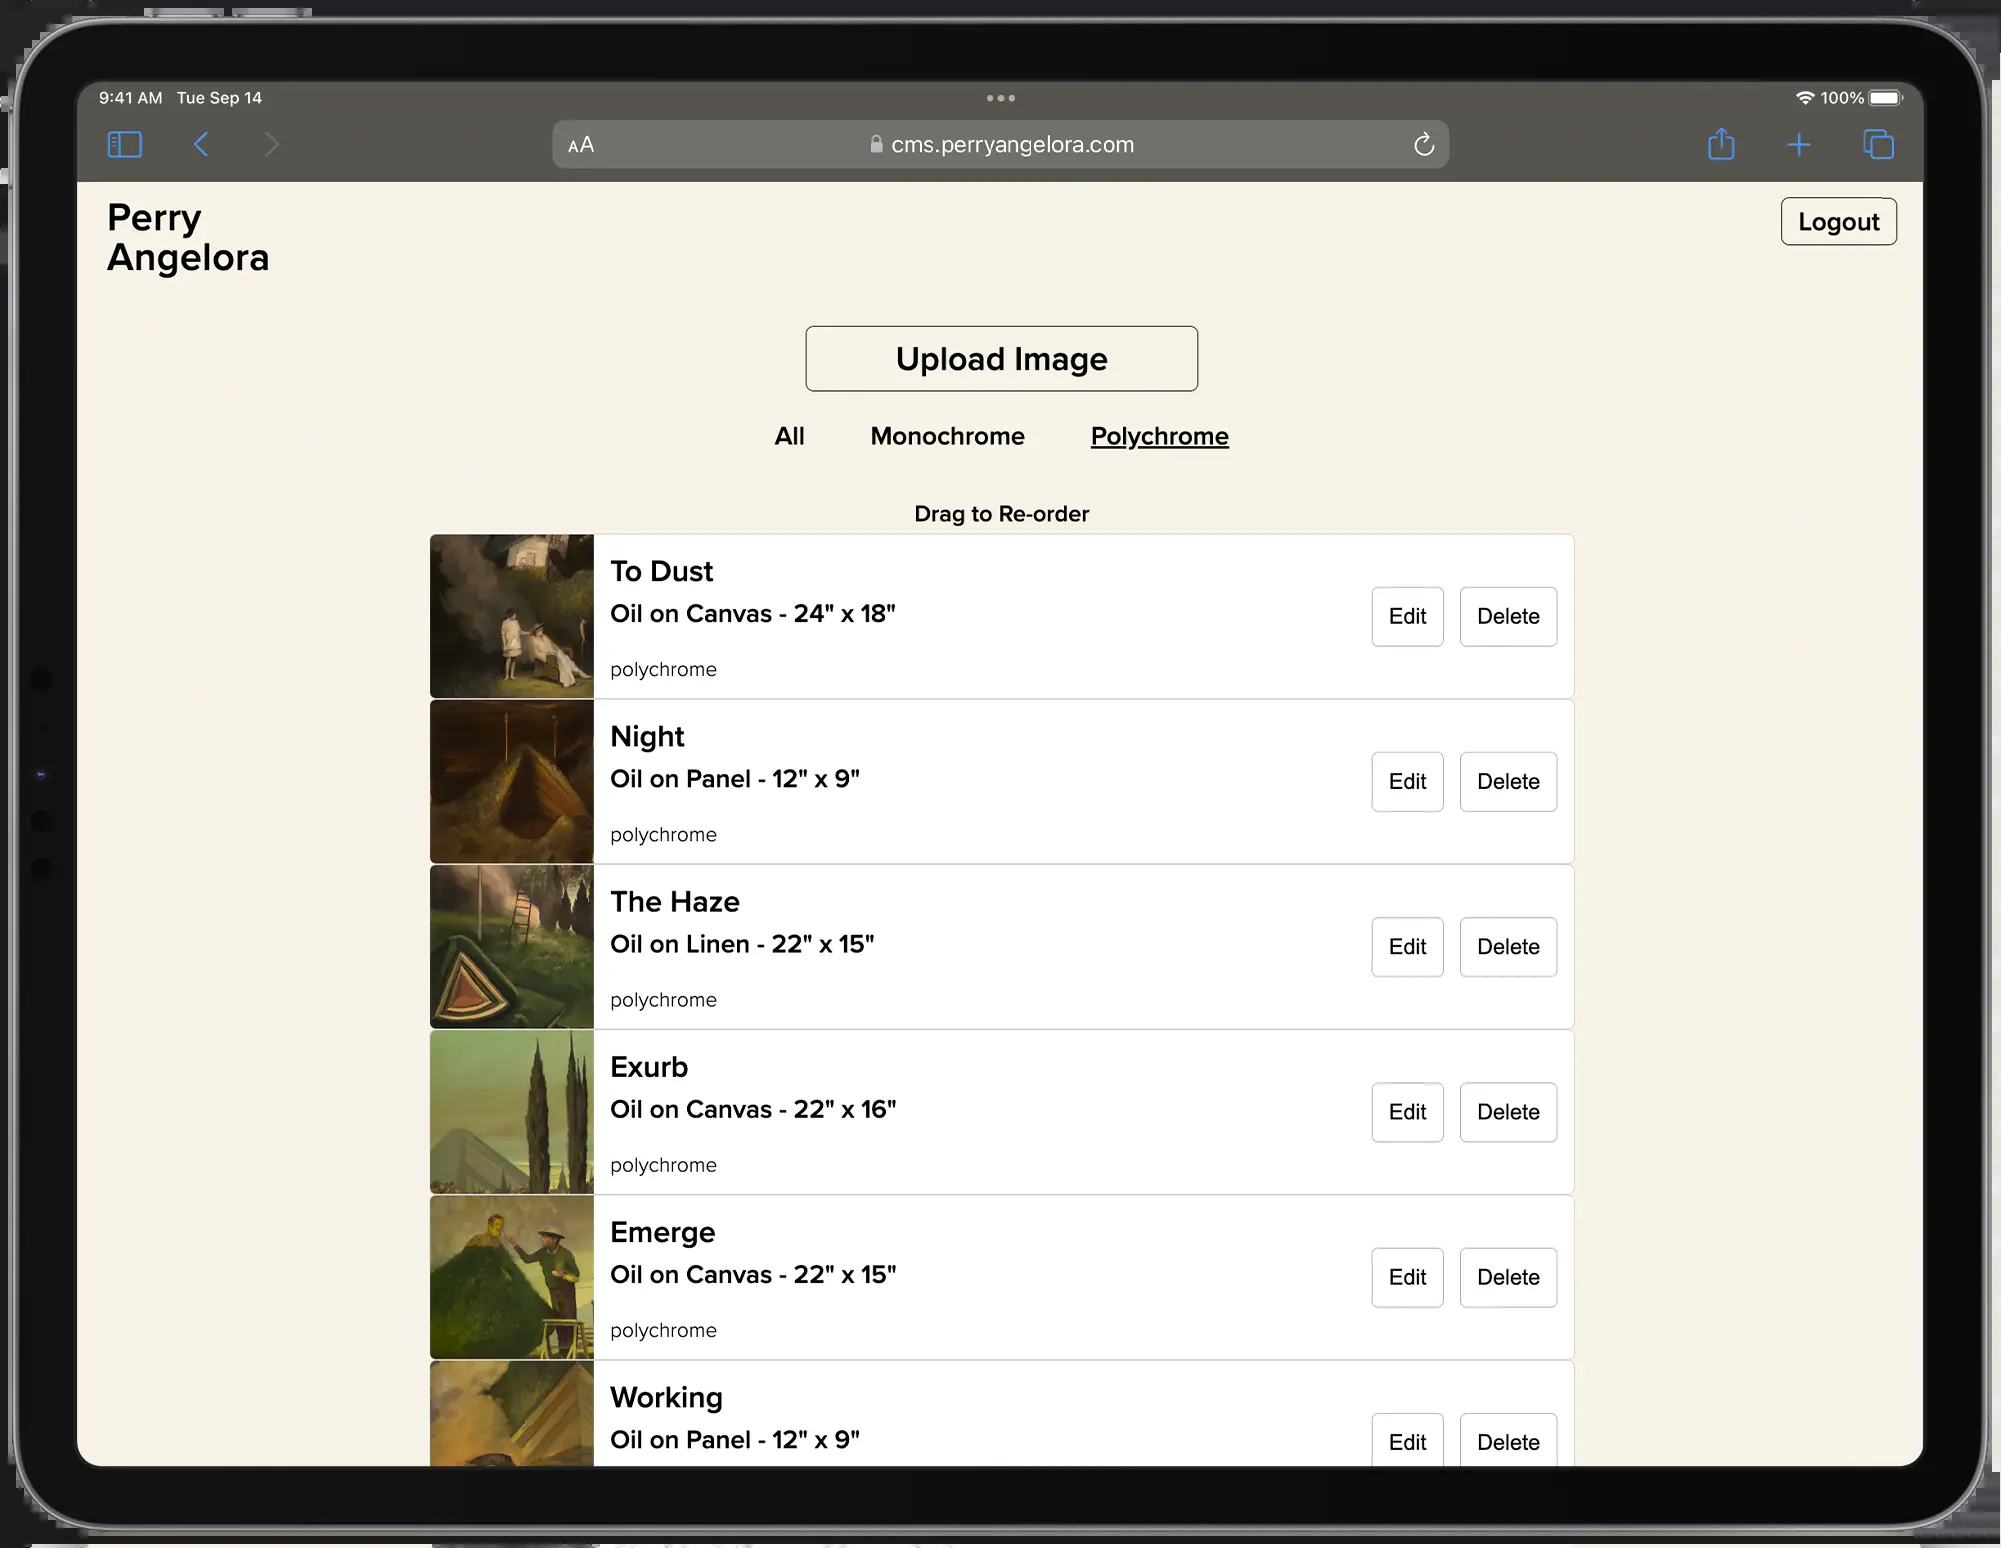 9:41 AM Tue Sep 14
100%
AA
cms.perryangelora.com
Perry
Angelora
Logout
Upload Image
All Monochrome Polychrome
Drag to Re-order
To Dust
Oil on Canvas - 24" x 18"
polychrome
Edit Delete
Night
Oil on Panel - 12" x 9"
polychrome
Edit Delete
The Haze
Oil on Linen - 22" x 15"
polychrome
Edit Delete
Exurb
Oil on Canvas - 22" x 16"
polychrome
Edit Delete
Emerge
Oil on Canvas - 22" x 15"
polychrome
Edit Delete
Working
Oil on Panel - 12" x 9"
Edit Delete